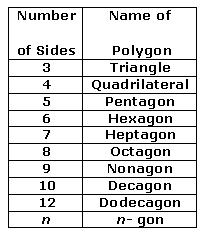 Number Name of
of Sides Polygon
3 Triangle
4 Quadrilateral
5 Pentagon
6 Hexagon
7 Heptagon
8 Octagon
9 Nonagon
10 Decagon
12 Dodecagon
n n- gon